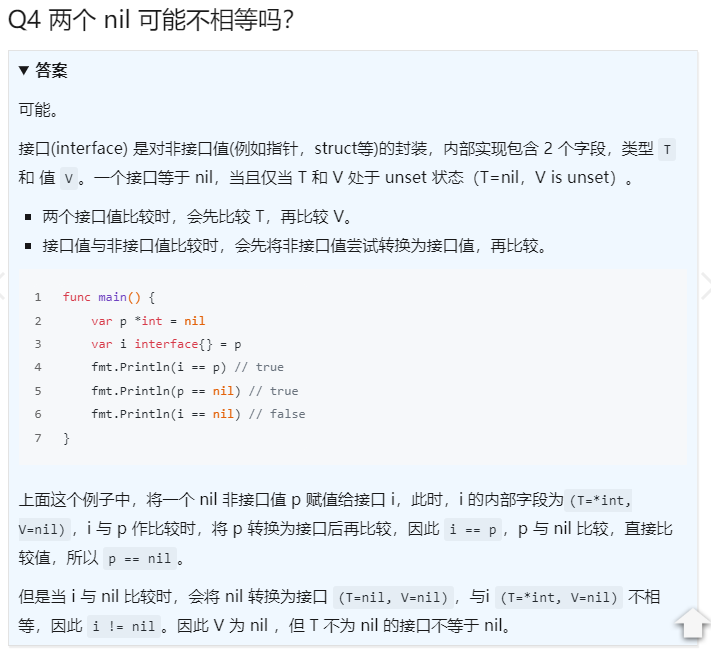 Q4 两个 nil 可能不相等吗？
▼ 答案
可能。
接口(interface) 是对非接口值(例如指针，struct等)的封装，内部实现包含 2 个字段，类型 T
和 值 V 。一个接口等于 nil，当且仅当 T 和 V 处于 unset 状态（T=nil，V is unset）。
▪ 两个接口值比较时，会先比较 T，再比较 V。
▪ 接口值与非接口值比较时，会先将非接口值尝试转换为接口值，再比较。
1 func main() {
2     var p *int = nil
3     var i interface{} = p
4     fmt.Println(i == p) // true
5     fmt.Println(p == nil) // true
6     fmt.Println(i == nil) // false
7 }
上面这个例子中，将一个 nil 非接口值 p 赋值给接口 i，此时，i 的内部字段为 (T=*int,
V=nil) ，i 与 p 作比较时，将 p 转换为接口后再比较，因此 i == p ，p 与 nil 比较，直接比
较值，所以 p == nil 。
但是当 i 与 nil 比较时，会将 nil 转换为接口 (T=nil, V=nil) ，与i (T=*int, V=nil) 不相
等，因此 i != nil 。因此 V 为 nil ，但 T 不为 nil 的接口不等于 nil。